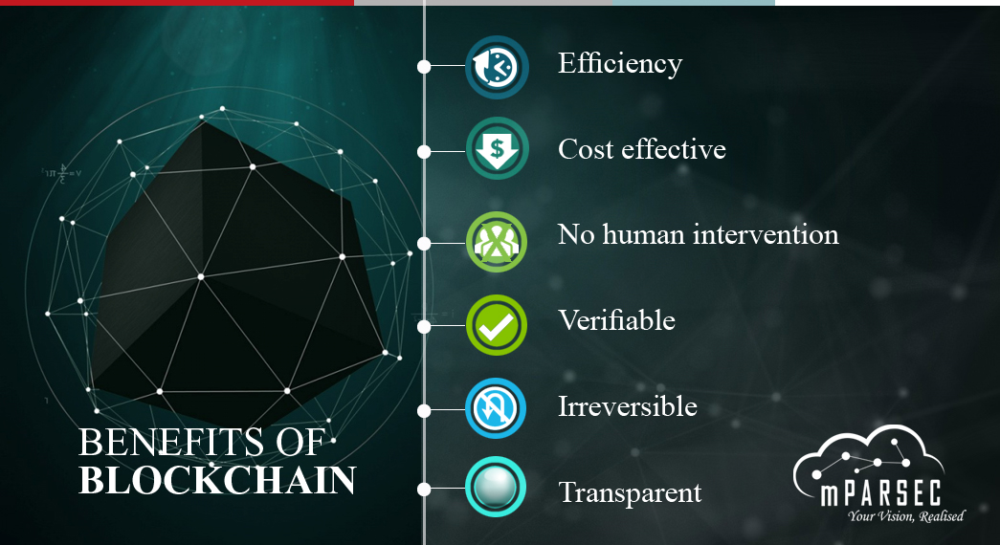 Efficiency
Cost effective
No human intervention
Verifiable
Irreversible
Transparent
BENEFITS OF
BLOCKCHAIN
mPARSEC
Your Vision, Realised
$